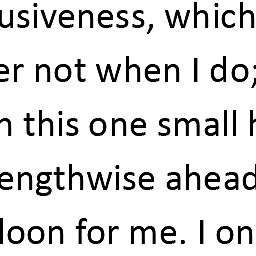 usiveness, which
er not when I do;
n this one small h
engthwise ahead
loon for me. I on